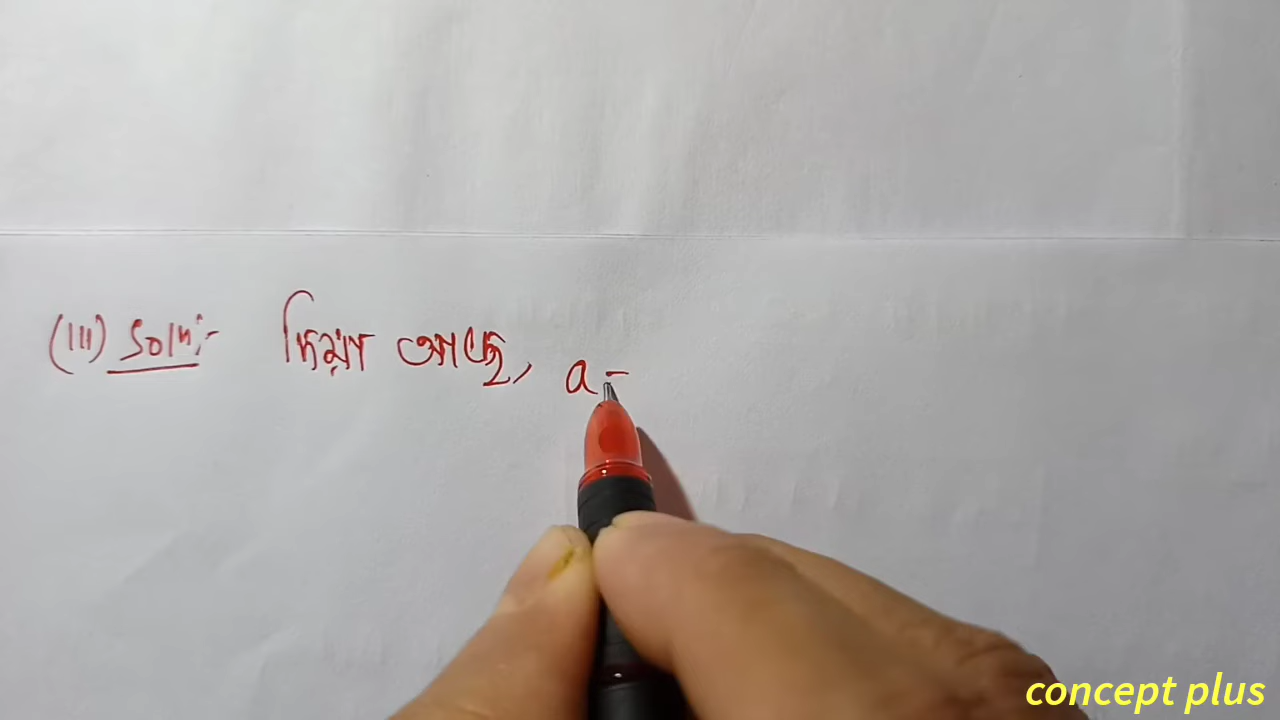 (iii) Soln:- দিয়া আছে, a =
concept plus